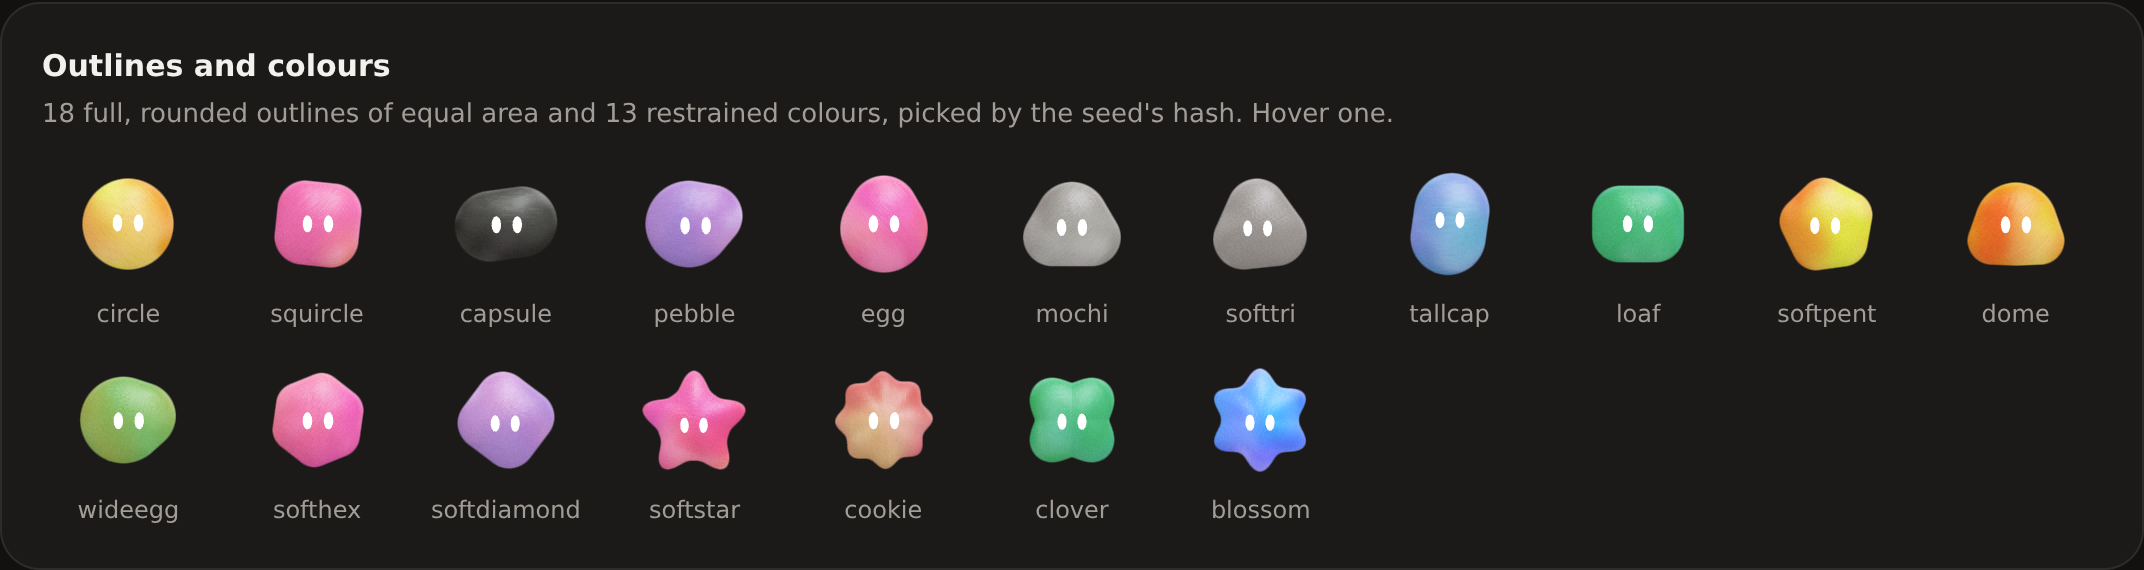 Outlines and colours
18 full, rounded outlines of equal area and 13 restrained colours, picked by the seed's hash. Hover one.
circle squircle capsule pebble egg mochi softtri tallcap loaf softpent dome
wideegg softhex softdiamond softstar cookie clover blossom